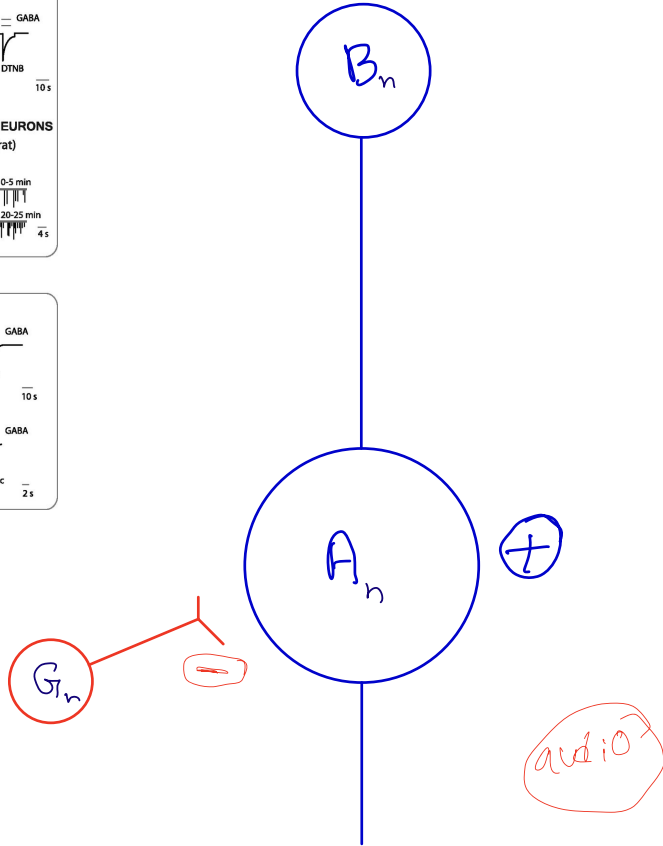 GABA
DTNB
10 s
EURONS
rat)
0-5 min
20-25 min
4 s
GABA
10 s
GABA
c
2 s
Bn
An
+
Gn
−
audio